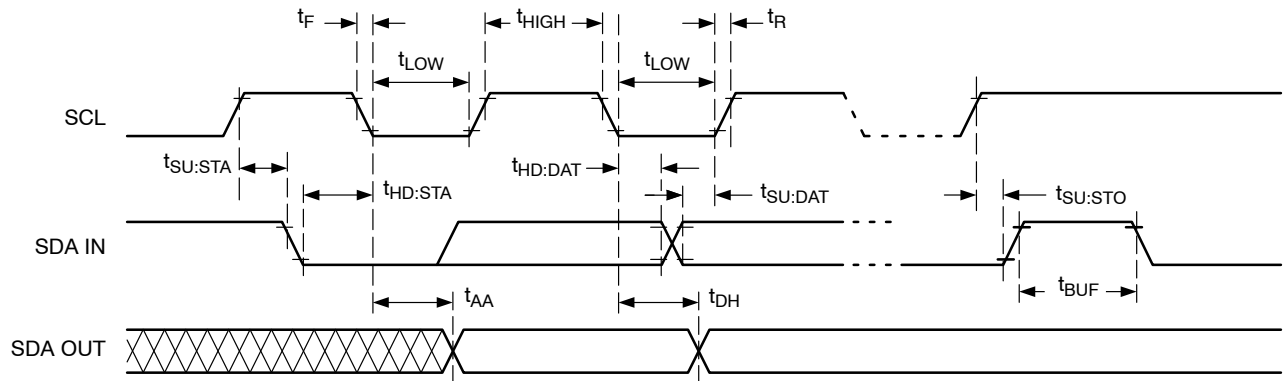 tF
tHIGH
tR
tLOW
tLOW
SCL
tSU:STA
tHD:STA
tHD:DAT
tSU:DAT
tSU:STO
SDA IN
tBUF
tAA
tDH
SDA OUT